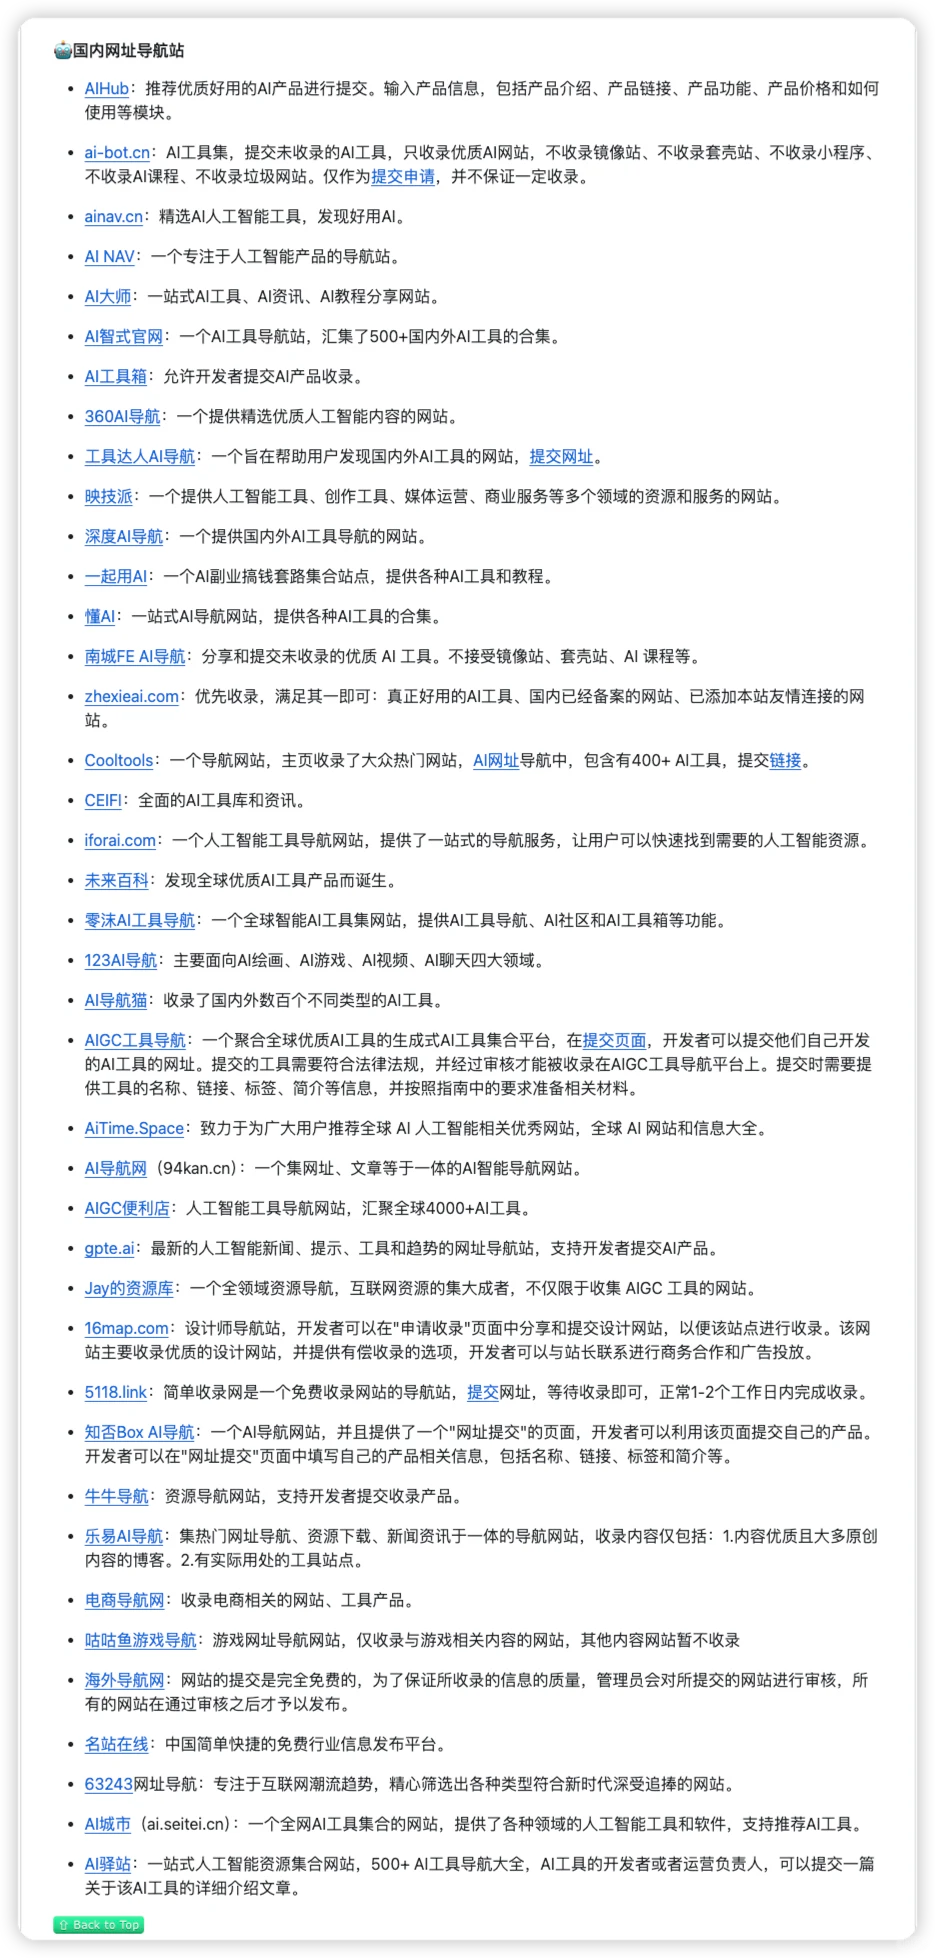 国内网址导航站
AIHub：推荐优质好用的AI产品进行提交。输入产品信息，包括产品介绍、产品链接、产品功能、产品价格和如何
使用等模块。
ai-bot.cn：AI工具集，提交未收录的AI工具，只收录优质AI网站，不收录镜像站、不收录套壳站、不收录小程序、
不收录AI课程、不收录垃圾网站。仅作为提交申请，并不保证一定收录。
ainav.cn：精选AI人工智能工具，发现好用AI。
AI NAV：一个专注于人工智能产品的导航站。
AI大师：一站式AI工具、AI资讯、AI教程分享网站。
AI智式官网：一个AI工具导航站，汇集了500+国内外AI工具的合集。
AI工具箱：允许开发者提交AI产品收录。
360AI导航：一个提供精选优质人工智能内容的网站。
工具达人AI导航：一个旨在帮助用户发现国内外AI工具的网站，提交网址。
映技派：一个提供人工智能工具、创作工具、媒体运营、商业服务等多个领域的资源和服务的网站。
深度AI导航：一个提供国内外AI工具导航的网站。
一起用AI：一个AI副业搞钱套路集合站点，提供各种AI工具和教程。
懂AI：一站式AI导航网站，提供各种AI工具的合集。
南城FE AI导航：分享和提交未收录的优质 AI 工具。不接受镜像站、套壳站、AI 课程等。
zhexieai.com：优先收录，满足其一即可：真正好用的AI工具、国内已经备案的网站、已添加本站友情连接的网
站。
Cooltools：一个导航网站，主页收录了大众热门网站，AI网址导航中，包含有400+ AI工具，提交链接。
CEIFI：全面的AI工具库和资讯。
iforai.com：一个人工智能工具导航网站，提供了一站式的导航服务，让用户可以快速找到需要的人工智能资源。
未来百科：发现全球优质AI工具产品而诞生。
零沫AI工具导航：一个全球智能AI工具集网站，提供AI工具导航、AI社区和AI工具箱等功能。
123AI导航：主要面向AI绘画、AI游戏、AI视频、AI聊天四大领域。
AI导航猫：收录了国内外数百个不同类型的AI工具。
AIGC工具导航：一个聚合全球优质AI工具的生成式AI工具集合平台，在提交页面，开发者可以提交他们自己开发
的AI工具的网址。提交的工具需要符合法律法规，并经过审核才能被收录在AIGC工具导航平台上。提交时需要提
供工具的名称、链接、标签、简介等信息，并按照指南中的要求准备相关材料。
AiTime.Space：致力于为广大用户推荐全球 AI 人工智能相关优秀网站，全球 AI 网站和信息大全。
AI导航网（94kan.cn）：一个集网址、文章等于一体的AI智能导航网站。
AIGC便利店：人工智能工具导航网站，汇聚全球4000+AI工具。
gpte.ai：最新的人工智能新闻、提示、工具和趋势的网址导航站，支持开发者提交AI产品。
Jay的资源库：一个全领域资源导航，互联网资源的集大成者，不仅限于收集 AIGC 工具的网站。
16map.com：设计师导航站，开发者可以在"申请收录"页面中分享和提交设计网站，以便该站点进行收录。该网
站主要收录优质的设计网站，并提供有偿收录的选项，开发者可以与站长联系进行商务合作和广告投放。
5118.link：简单收录网是一个免费收录网站的导航站，提交网址，等待收录即可，正常1-2个工作日内完成收录。
知否Box AI导航：一个AI导航网站，并且提供了一个"网址提交"的页面，开发者可以利用该页面提交自己的产品。
开发者可以在"网址提交"页面中填写自己的产品相关信息，包括名称、链接、标签和简介等。
牛牛导航：资源导航网站，支持开发者提交收录产品。
乐易AI导航：集热门网址导航、资源下载、新闻资讯于一体的导航网站，收录内容仅包括：1.内容优质且大多原创
内容的博客。2.有实际用处的工具站点。
电商导航网：收录电商相关的网站、工具产品。
咕咕鱼游戏导航：游戏网址导航网站，仅收录与游戏相关内容的网站，其他内容网站暂不收录
海外导航网：网站的提交是完全免费的，为了保证所收录的信息的质量，管理员会对所提交的网站进行审核，所
有的网站在通过审核之后才予以发布。
名站在线：中国简单快捷的免费行业信息发布平台。
63243网址导航：专注于互联网潮流趋势，精心筛选出各种类型符合新时代深受追捧的网站。
AI城市（ai.seitei.cn）：一个全网AI工具集合的网站，提供了各种领域的人工智能工具和软件，支持推荐AI工具。
AI驿站：一站式人工智能资源集合网站，500+ AI工具导航大全，AI工具的开发者或者运营负责人，可以提交一篇
关于该AI工具的详细介绍文章。
⇧ Back to Top